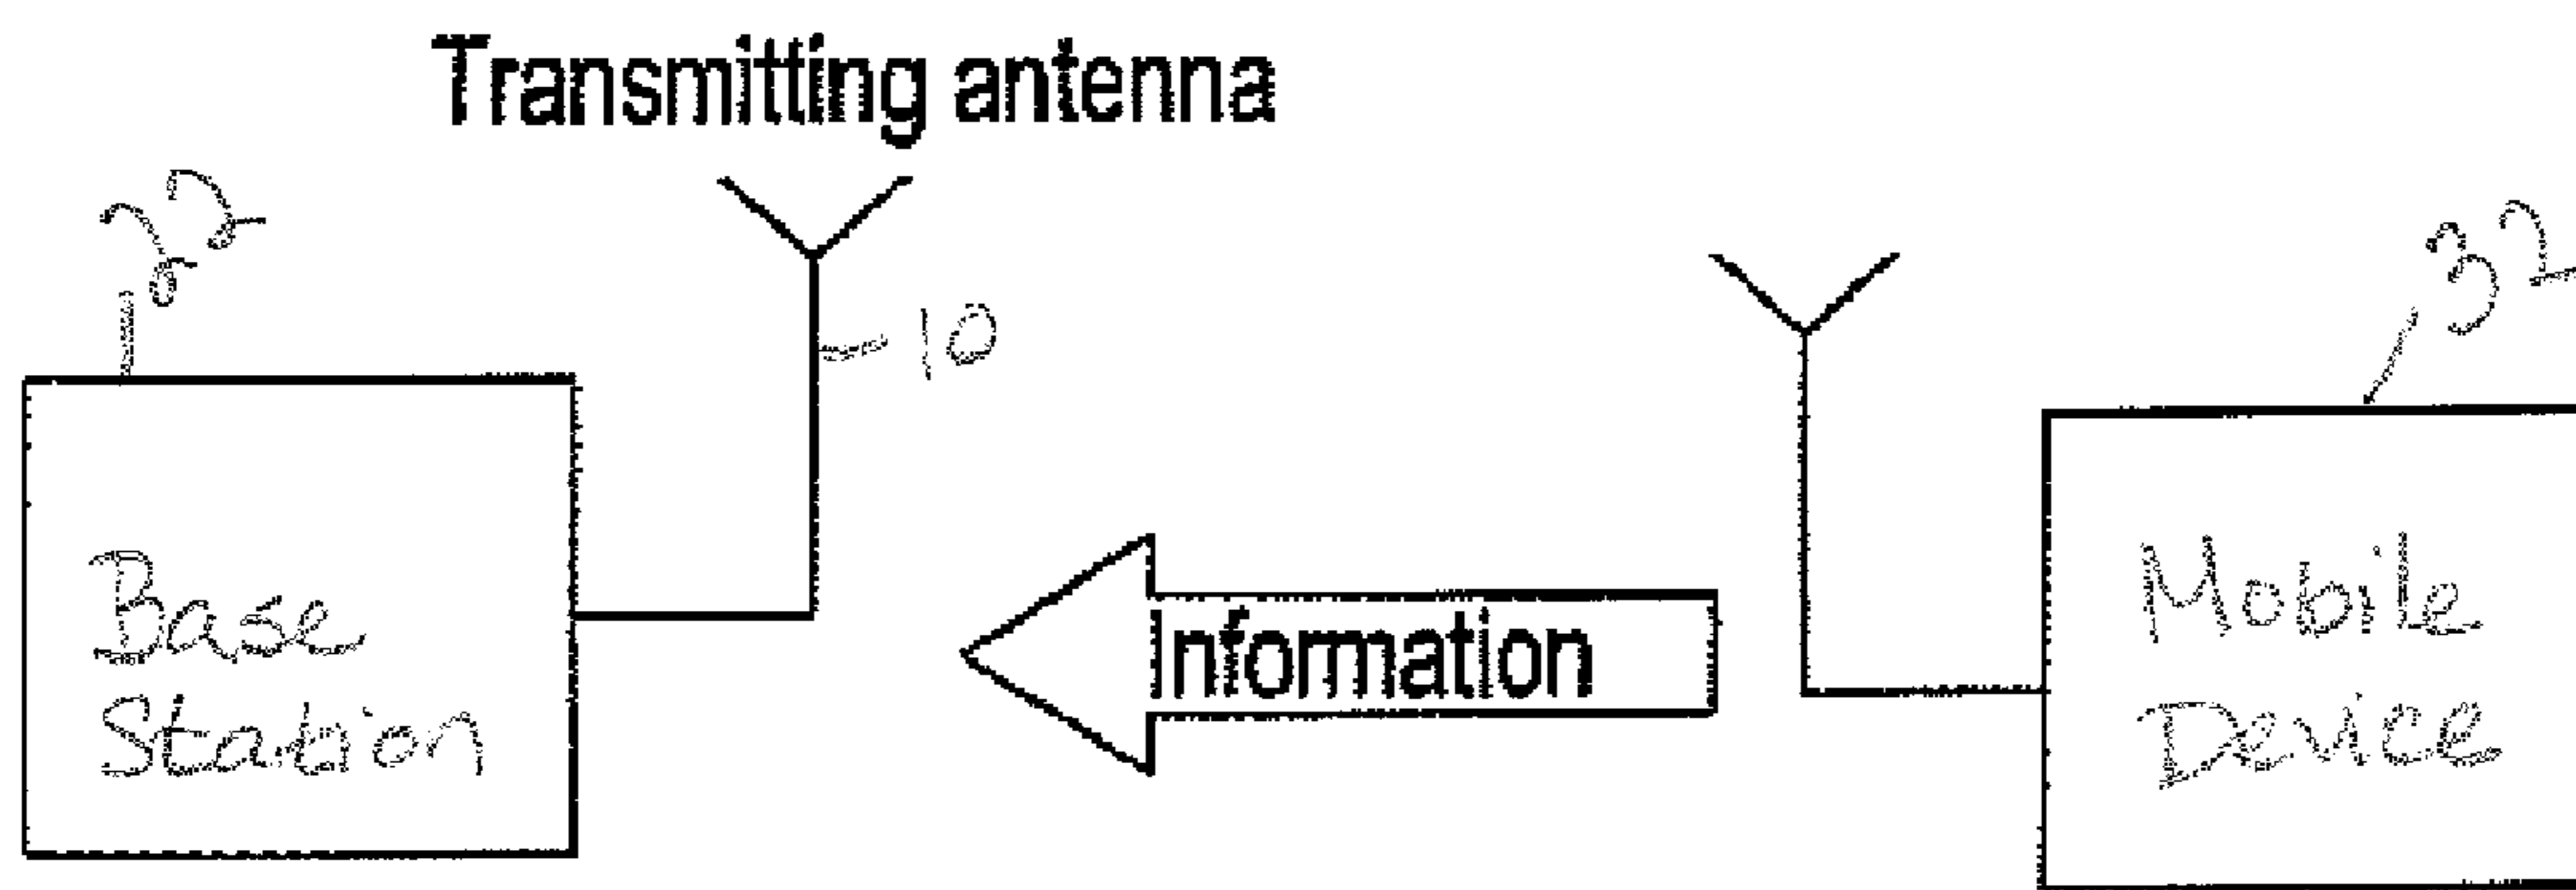 Transmitting antenna
22
10
32
Base
Station
Information
Mobile
Device